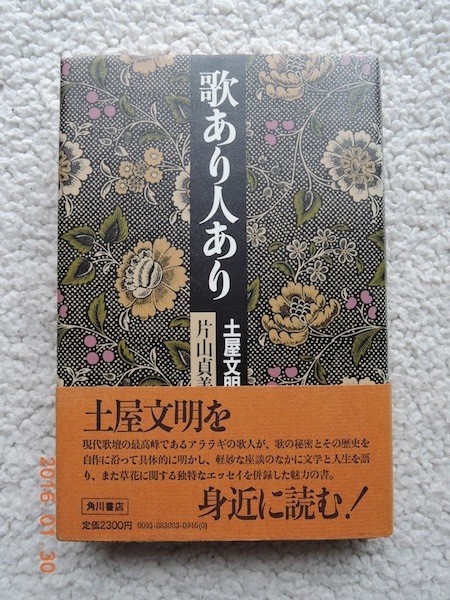 歌あり人あり
土屋文明
片山貞美
土屋文明を
現代歌壇の最高峰であるアララギの歌人が、歌の秘密とその歴史を
自作に沿って具体的に明かし、軽妙な座談のなかに文学と人生を語
り、また草花に関する独特なエッセイを併録した魅力の書。
身近に読む!
角川書店
定価2300円
0095-883083-0946(0)
2016 01 30